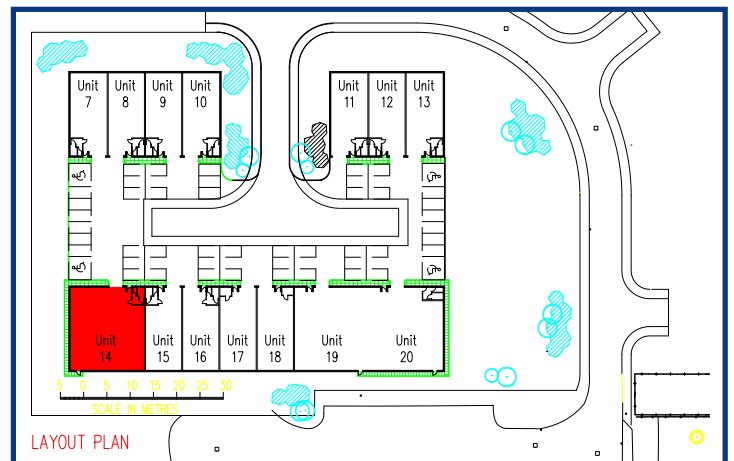 Unit 7
Unit 8
Unit 9
Unit 10
Unit 11
Unit 12
Unit 13
Unit 14
Unit 15
Unit 16
Unit 17
Unit 18
Unit 19
Unit 20
5 0 5 10 15 20 25 30
SCALE IN METRES
LAYOUT PLAN